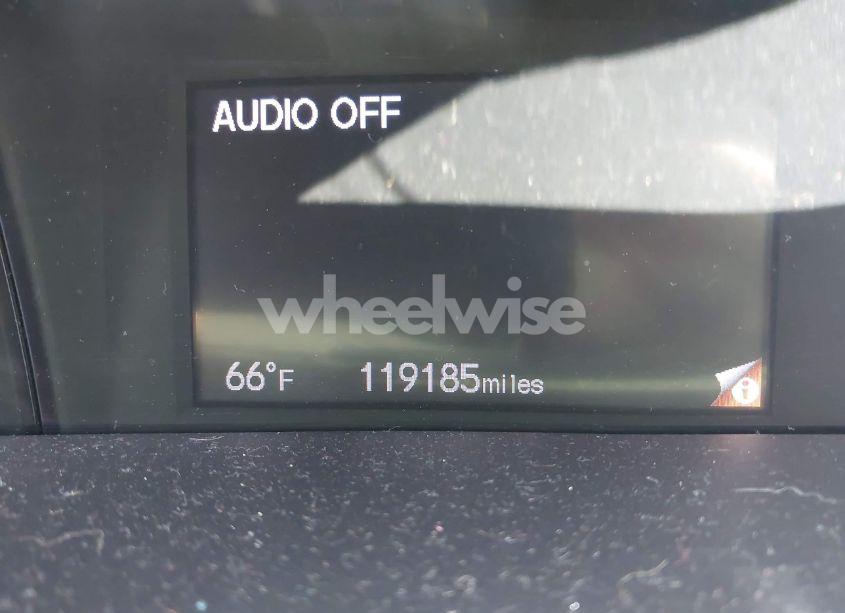 AUDIO OFF
wheelwise
66°F 119185miles
i